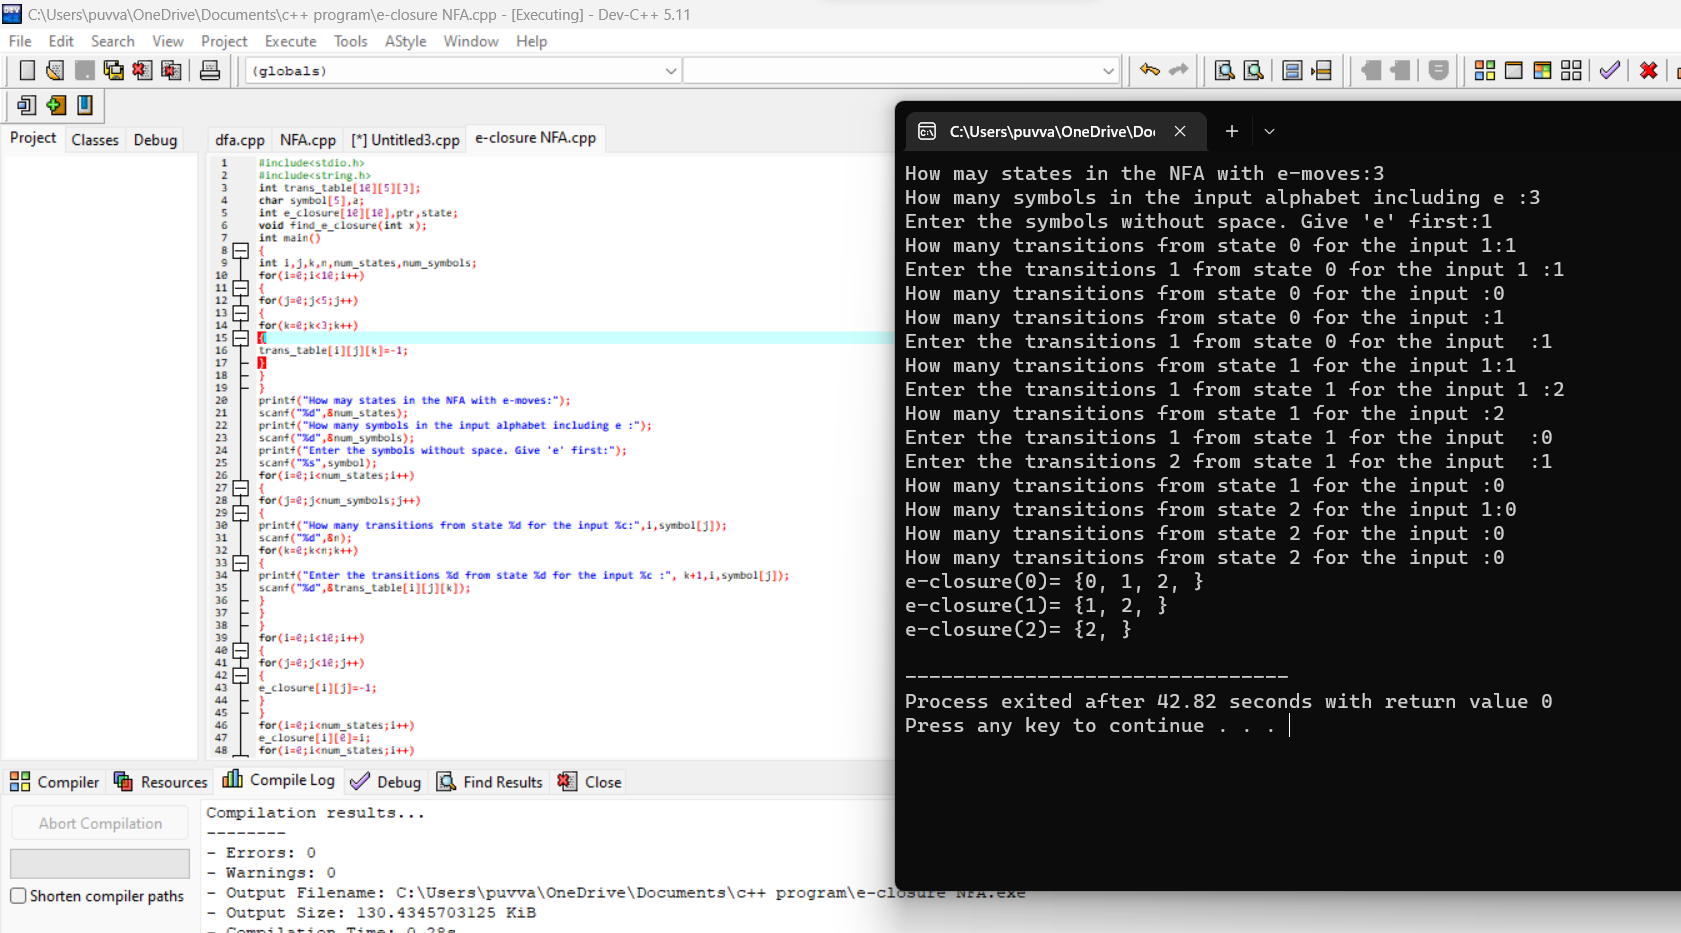 C:\Users\puvva\OneDrive\Documents\c++ program\e-closure NFA.cpp - [Executing] - Dev-C++ 5.11
File Edit Search View Project Execute Tools AStyle Window Help
(globals)
Project Classes Debug
dfa.cpp NFA.cpp [*] Untitled3.cpp e-closure NFA.cpp
1 #include<stdio.h>
2 #include<string.h>
3 int trans_table[10][5][3];
4 char symbol[5],a;
5 int e_closure[10][10],ptr,state;
6 void find_e_closure(int x);
7 int main()
8 {
9 int i,j,k,n,num_states,num_symbols;
10 for(i=0;i<10;i++)
11 {
12 for(j=0;j<5;j++)
13 {
14 for(k=0;k<3;k++)
15 {
16 trans_table[i][j][k]=-1;
17 }
18 }
19 }
20 printf("How may states in the NFA with e-moves:");
21 scanf("%d",&num_states);
22 printf("How many symbols in the input alphabet including e :");
23 scanf("%d",&num_symbols);
24 printf("Enter the symbols without space. Give 'e' first:");
25 scanf("%s",symbol);
26 for(i=0;i<num_states;i++)
27 {
28 for(j=0;j<num_symbols;j++)
29 {
30 printf("How many transitions from state %d for the input %c:",i,symbol[j]);
31 scanf("%d",&n);
32 for(k=0;k<n;k++)
33 {
34 printf("Enter the transitions %d from state %d for the input %c :", k+1,i,symbol[j]);
35 scanf("%d",&trans_table[i][j][k]);
36 }
37 }
38 }
39 for(i=0;i<10;i++)
40 {
41 for(j=0;j<10;j++)
42 {
43 e_closure[i][j]=-1;
44 }
45 }
46 for(i=0;i<num_states;i++)
47 e_closure[i][0]=i;
48 for(i=0;i<num_states;i++)
C:\Users\puvva\OneDrive\Do
How may states in the NFA with e-moves:3
How many symbols in the input alphabet including e :3
Enter the symbols without space. Give 'e' first:1
How many transitions from state 0 for the input 1:1
Enter the transitions 1 from state 0 for the input 1 :1
How many transitions from state 0 for the input :0
How many transitions from state 0 for the input :1
Enter the transitions 1 from state 0 for the input  :1
How many transitions from state 1 for the input 1:1
Enter the transitions 1 from state 1 for the input 1 :2
How many transitions from state 1 for the input :2
Enter the transitions 1 from state 1 for the input  :0
Enter the transitions 2 from state 1 for the input  :1
How many transitions from state 1 for the input :0
How many transitions from state 2 for the input 1:0
How many transitions from state 2 for the input :0
How many transitions from state 2 for the input :0
e-closure(0)= {0, 1, 2, }
e-closure(1)= {1, 2, }
e-closure(2)= {2, }
--------------------------------
Process exited after 42.82 seconds with return value 0
Press any key to continue . . .
Compiler Resources Compile Log Debug Find Results Close
Abort Compilation
Shorten compiler paths
Compilation results...
--------
- Errors: 0
- Warnings: 0
- Output Filename: C:\Users\puvva\OneDrive\Documents\c++ program\e-closure NFA.exe
- Output Size: 130.4345703125 KiB
- Compilation Time: 0.28s